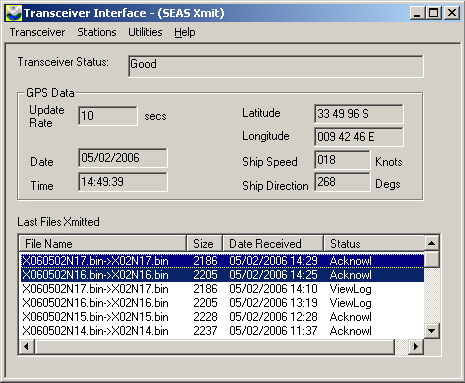 Transceiver Interface - (SEAS Xmit)
Transceiver Stations Utilities Help
Transceiver Status: Good
GPS Data
Update Rate 10 secs
Latitude 33 49 96 S
Longitude 009 42 46 E
Date 05/02/2006
Ship Speed 018 Knots
Time 14:49:39
Ship Direction 268 Degs
Last Files Xmitted
File Name Size Date Received Status
X060502N17.bin->X02N17.bin 2186 05/02/2006 14:29 Acknowl
X060502N16.bin->X02N16.bin 2205 05/02/2006 14:25 Acknowl
X060502N17.bin->X02N17.bin 2186 05/02/2006 14:10 ViewLog
X060502N16.bin->X02N16.bin 2205 05/02/2006 13:19 ViewLog
X060502N15.bin->X02N15.bin 2228 05/02/2006 12:28 Acknowl
X060502N14.bin->X02N14.bin 2237 05/02/2006 11:37 Acknowl